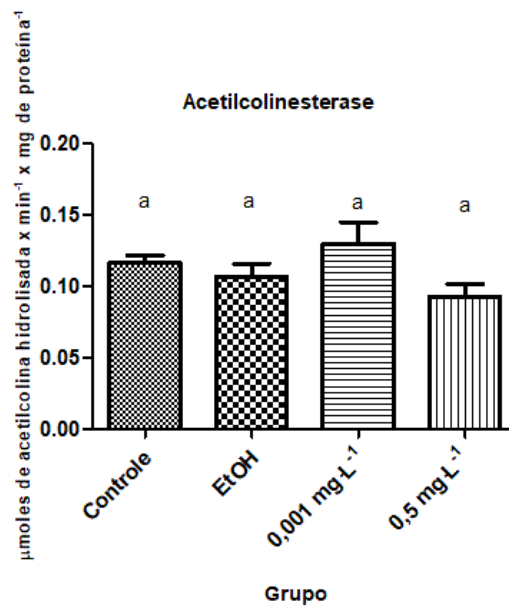 Acetilcolinesterase
µmoles de acetilcolina hidrolisada x min⁻¹ x mg de proteína⁻¹
0.20
0.15
0.10
0.05
0.00
a a a a
Controle
EtOH
0,001 mg·L⁻¹
0,5 mg·L⁻¹
Grupo